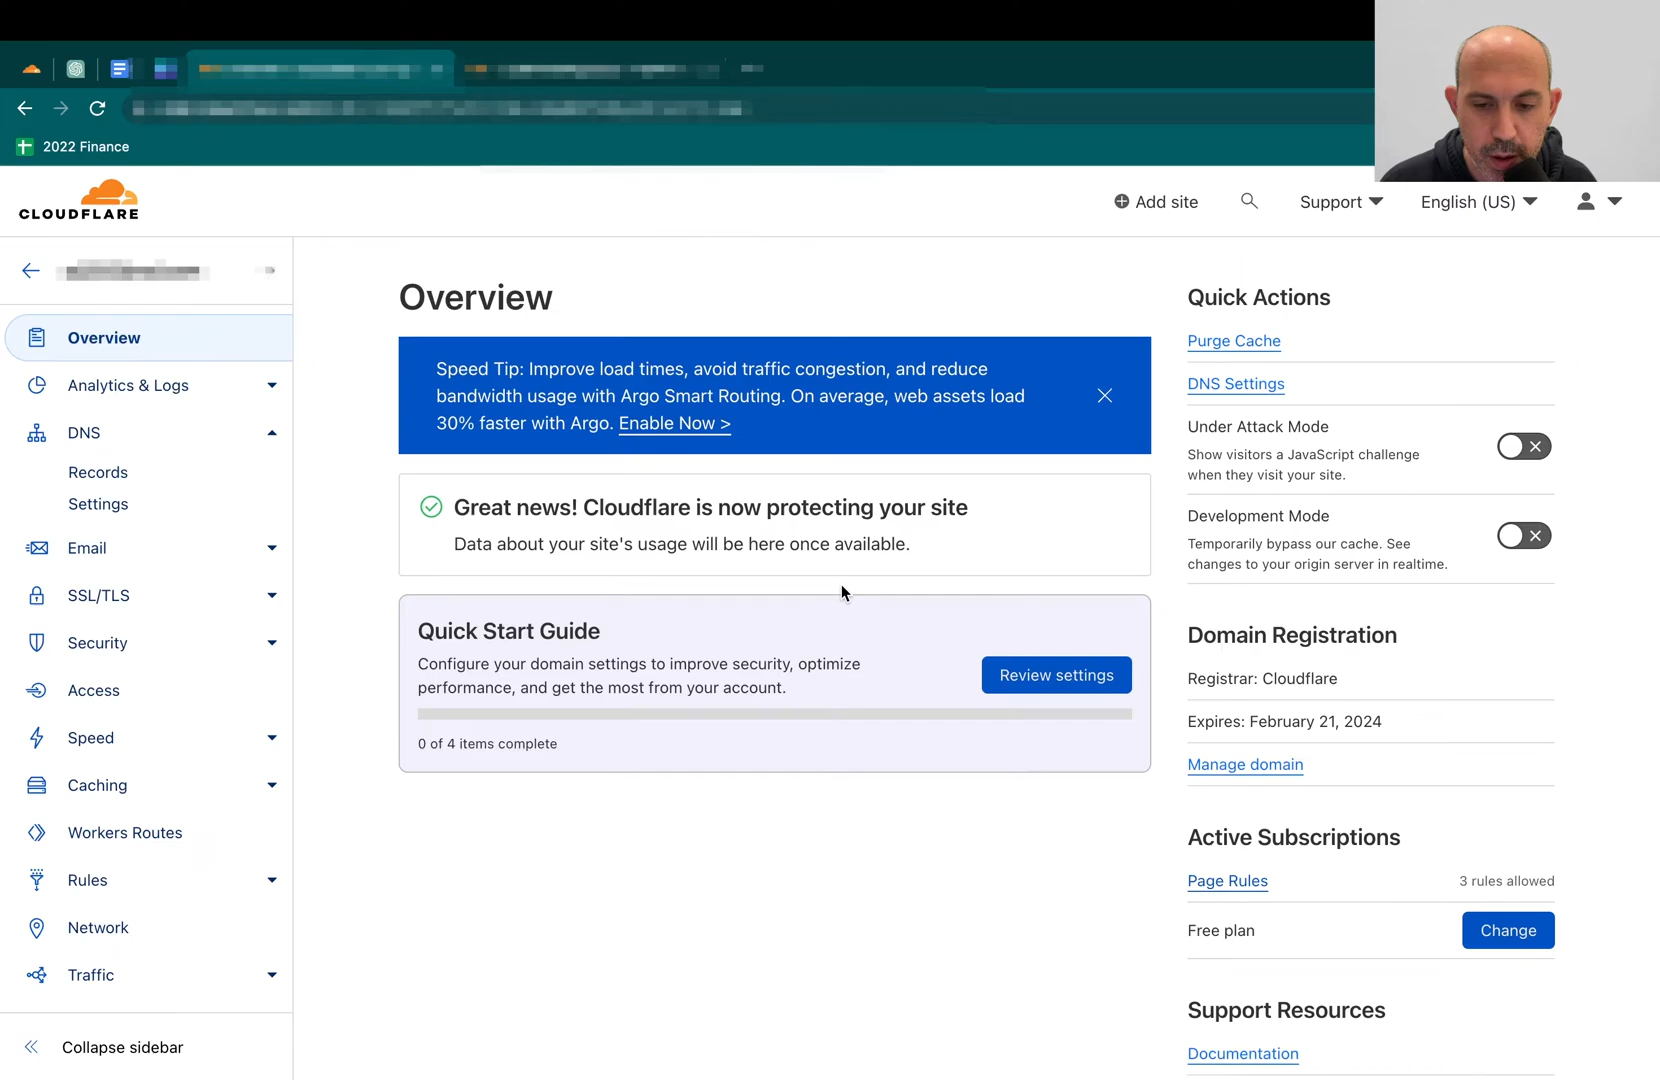 2022 Finance
CLOUDFLARE
Add site
Support
English (US)
Overview
Analytics & Logs
DNS
Records
Settings
Email
SSL/TLS
Security
Access
Speed
Caching
Workers Routes
Rules
Network
Traffic
Collapse sidebar
Overview
Speed Tip: Improve load times, avoid traffic congestion, and reduce
bandwidth usage with Argo Smart Routing. On average, web assets load
30% faster with Argo. Enable Now >
Great news! Cloudflare is now protecting your site
Data about your site's usage will be here once available.
Quick Start Guide
Configure your domain settings to improve security, optimize
performance, and get the most from your account.
Review settings
0 of 4 items complete
Quick Actions
Purge Cache
DNS Settings
Under Attack Mode
Show visitors a JavaScript challenge
when they visit your site.
Development Mode
Temporarily bypass our cache. See
changes to your origin server in realtime.
Domain Registration
Registrar: Cloudflare
Expires: February 21, 2024
Manage domain
Active Subscriptions
Page Rules
3 rules allowed
Free plan
Change
Support Resources
Documentation